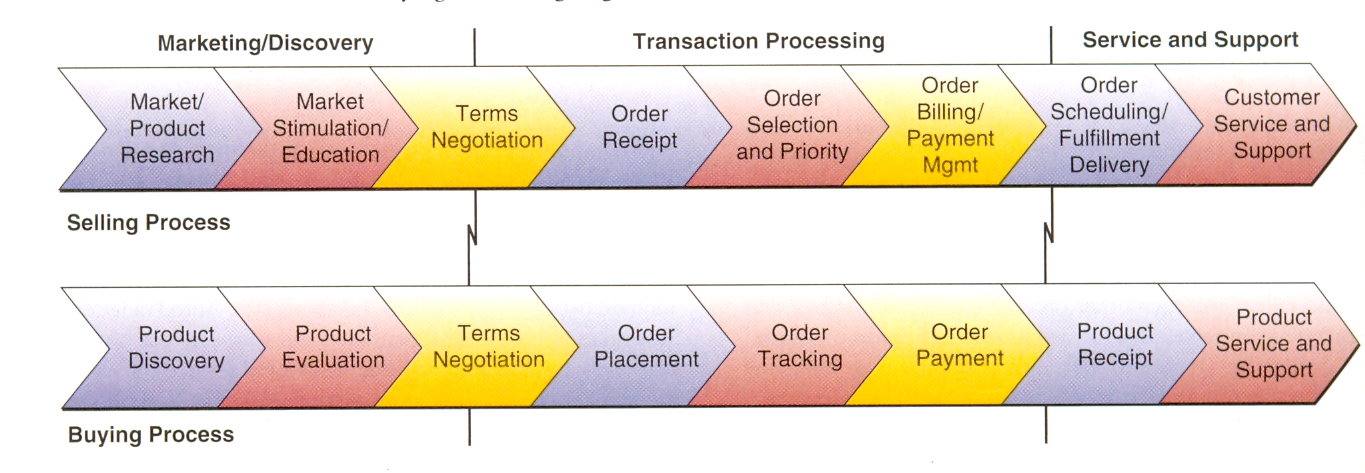 Marketing/Discovery
Transaction Processing
Service and Support
Market/
Product
Research
Market
Stimulation/
Education
Terms
Negotiation
Order
Receipt
Order
Selection
and Priority
Order
Billing/
Payment
Mgmt
Order
Scheduling/
Fulfillment
Delivery
Customer
Service and
Support
Selling Process
Product
Discovery
Product
Evaluation
Terms
Negotiation
Order
Placement
Order
Tracking
Order
Payment
Product
Receipt
Product
Service and
Support
Buying Process